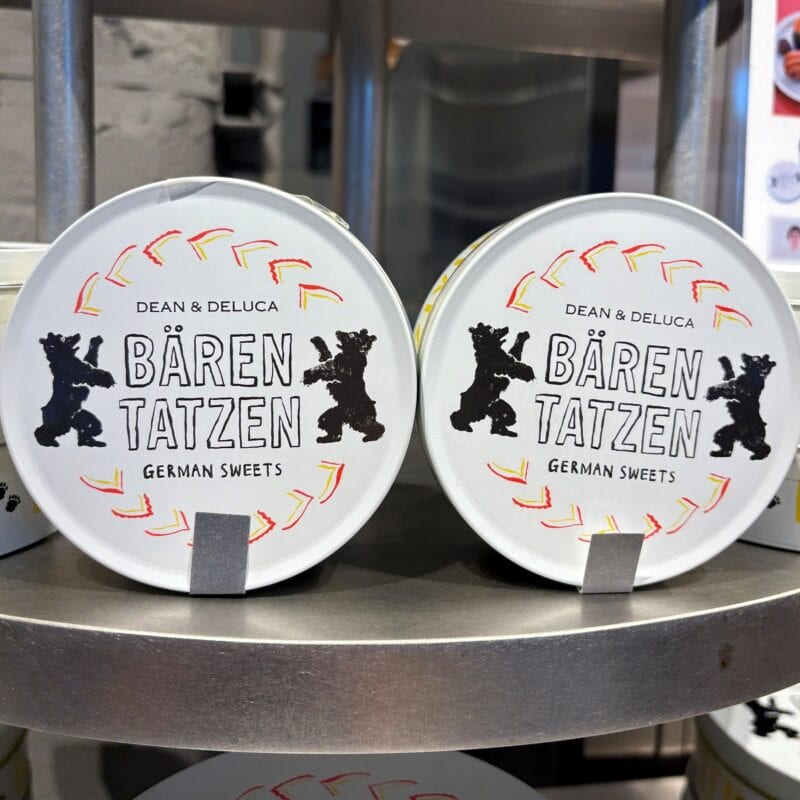 DEAN & DELUCA
BÄREN
TATZEN
GERMAN SWEETS
DEAN & DELUCA
BÄREN
TATZEN
GERMAN SWEETS